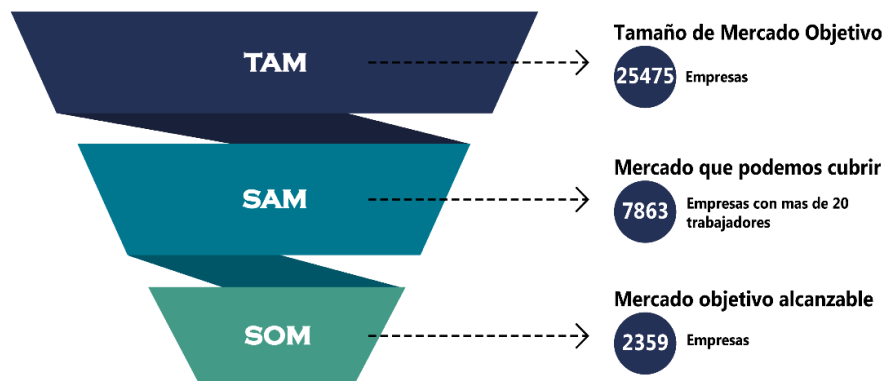 TAM
Tamaño de Mercado Objetivo
25475 Empresas
SAM
Mercado que podemos cubrir
7863 Empresas con mas de 20
trabajadores
SOM
Mercado objetivo alcanzable
2359 Empresas